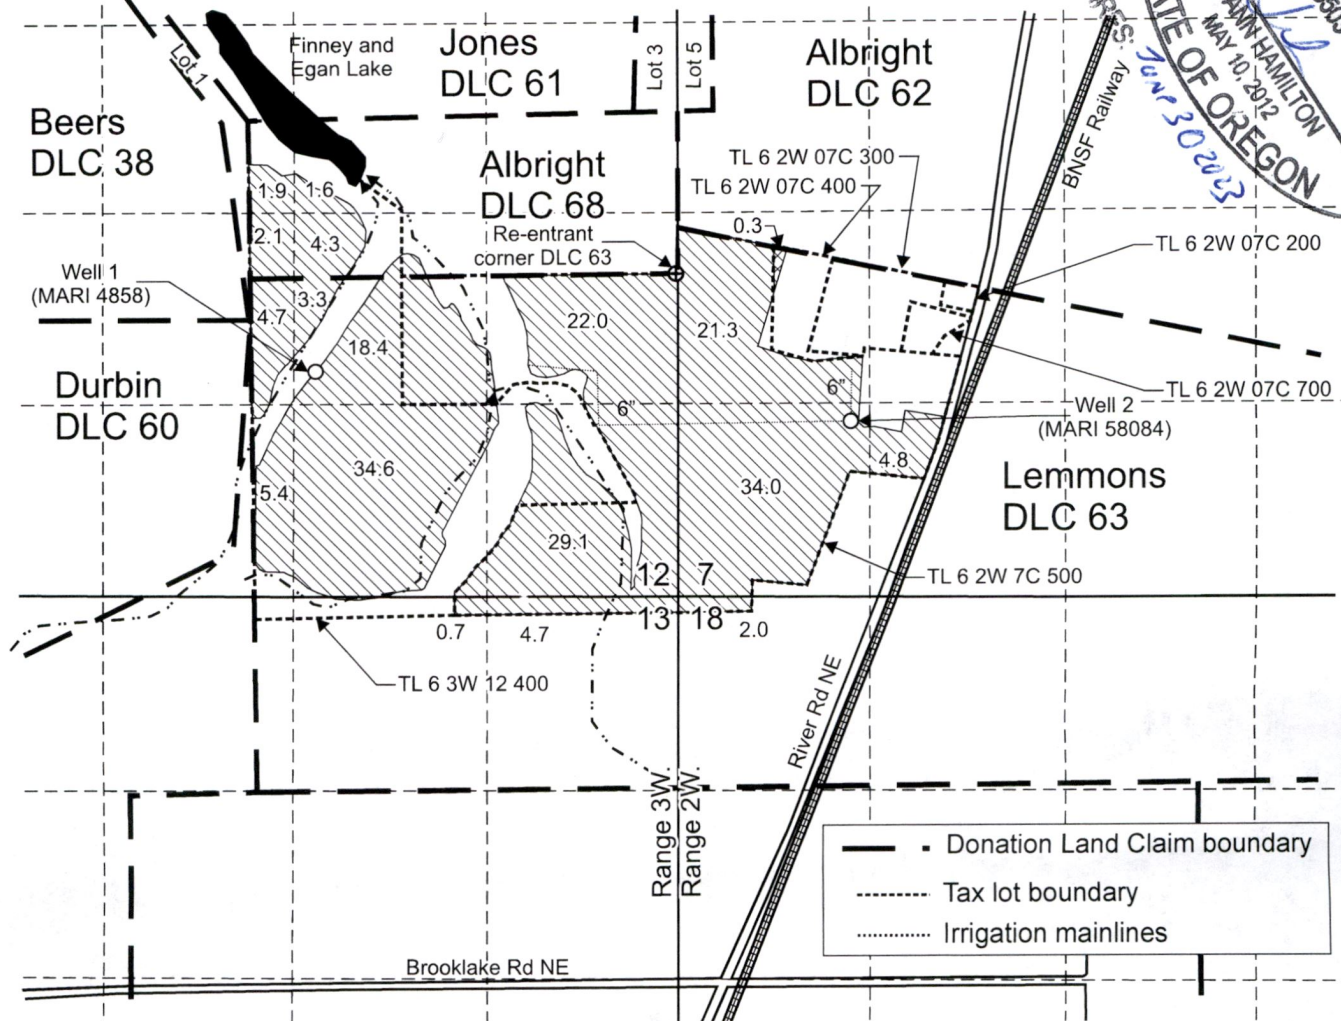 Finney and
Egan Lake
Jones
DLC 61
Lot 3
Lot 5
Albright
DLC 62
Lot 1
Beers
DLC 38
Albright
DLC 68
BNSF Railway
ANN HAMILTON
MAY 10, 2012
OF OREGON
JUNE 30 2023
TL 6 2W 07C 300
TL 6 2W 07C 400
1.9
1.6
2.1
4.3
0.3
Re-entrant
corner DLC 63
TL 6 2W 07C 200
Well 1
(MARI 4858)
3.3
4.7
22.0
21.3
18.4
Durbin
DLC 60
6"
6"
TL 6 2W 07C 700
Well 2
(MARI 58084)
34.6
5.4
34.0
4.8
Lemmons
DLC 63
29.1
12
7
TL 6 2W 7C 500
13
18
0.7
4.7
2.0
TL 6 3W 12 400
River Rd NE
Range 3W.
Range 2W.
Donation Land Claim boundary
Tax lot boundary
Irrigation mainlines
Brooklake Rd NE